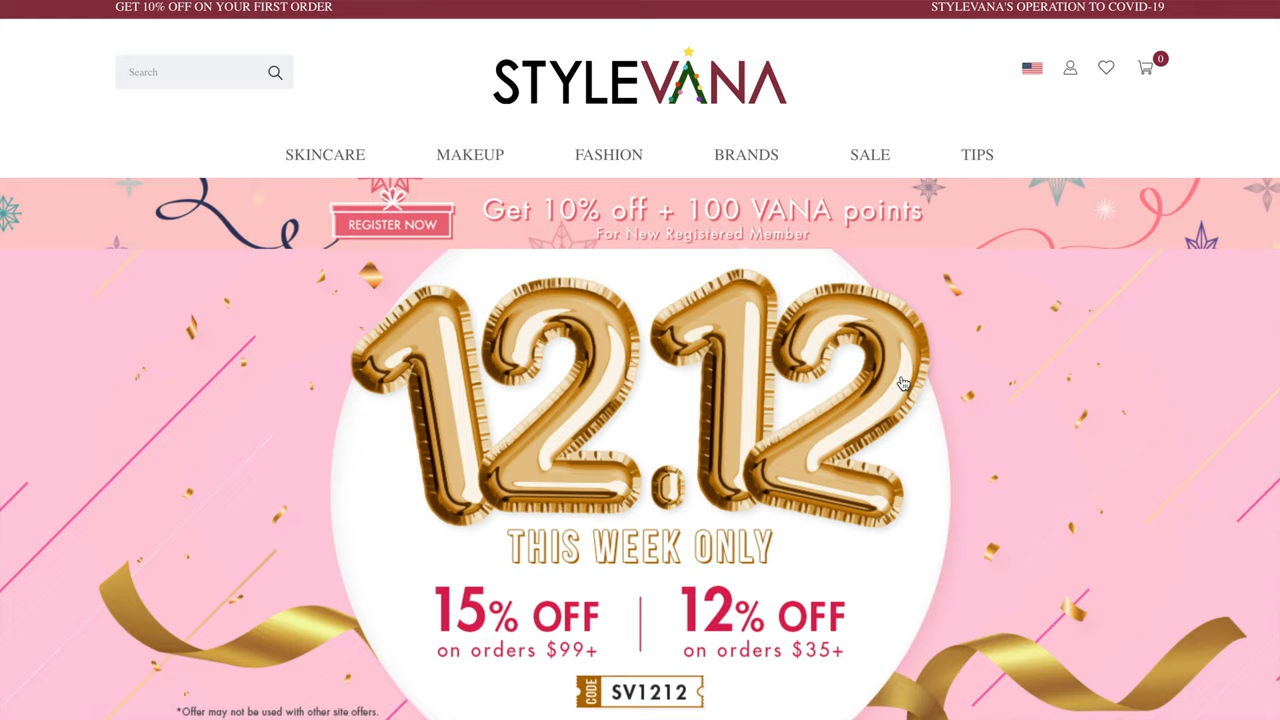 GET 10% OFF ON YOUR FIRST ORDER
STYLEVANA'S OPERATION TO COVID-19
Search
STYLEVANA
0
SKINCARE
MAKEUP
FASHION
BRANDS
SALE
TIPS
REGISTER NOW
Get 10% off + 100 VANA points
For New Registered Member
12.12
THIS WEEK ONLY
15% OFF
on orders $99+
12% OFF
on orders $35+
CODE
SV1212
*Offer may not be used with other site offers.